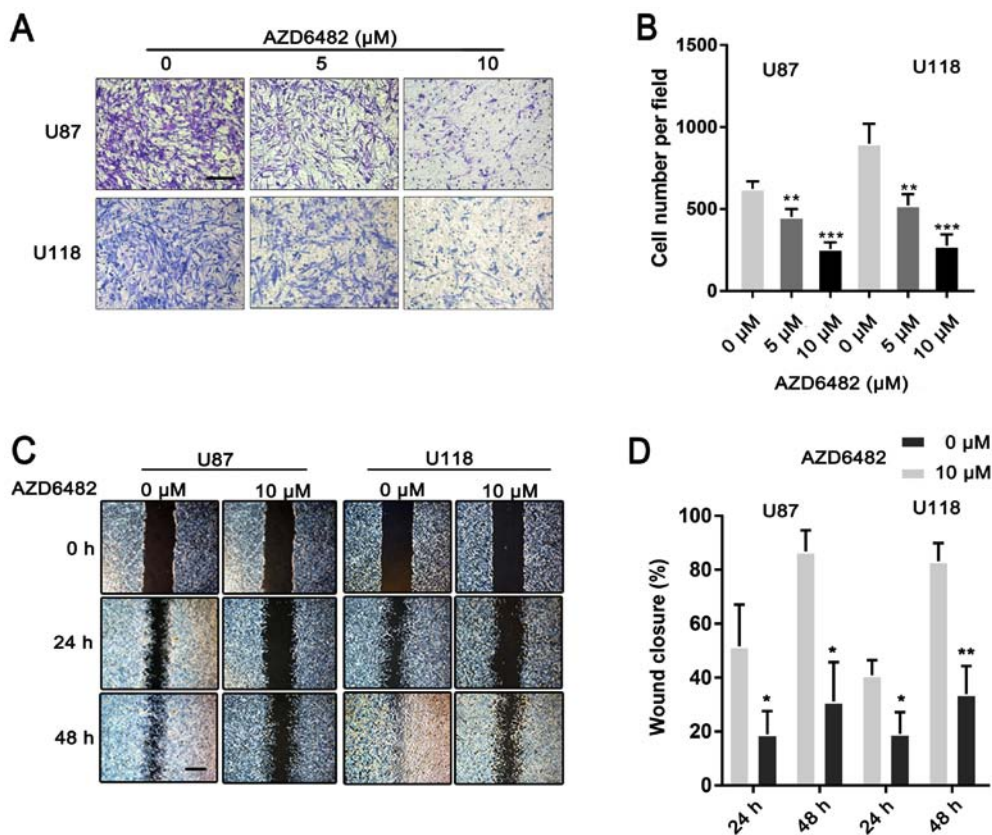 A
AZD6482 (µM)
0 5 10
U87
U118
B
Cell number per field
1500
1000
500
0
U87 U118
** *** ** ***
0 µM 5 µM 10 µM 0 µM 5 µM 10 µM
AZD6482 (µM)
C
U87 U118
AZD6482 0 µM 10 µM 0 µM 10 µM
0 h
24 h
48 h
D
AZD6482
0 µM
10 µM
U87 U118
Wound closure (%)
100
80
60
40
20
0
* * * **
24 h 48 h 24 h 48 h